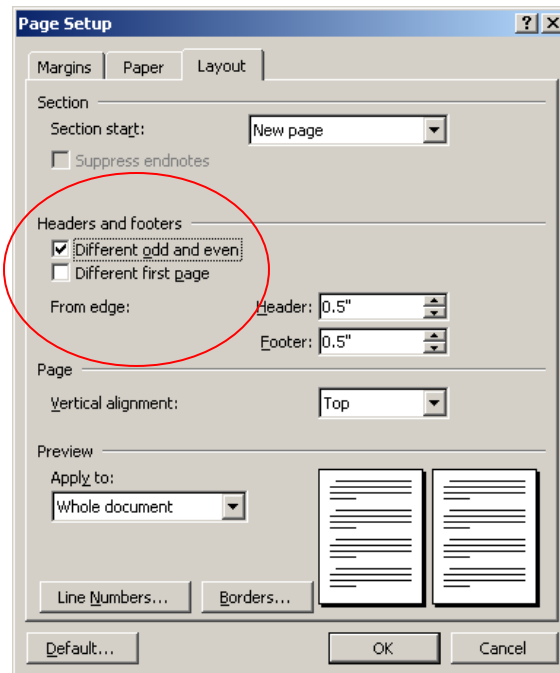 Page Setup
Margins Paper Layout
Section
Section start: New page
Suppress endnotes
Headers and footers
Different odd and even
Different first page
From edge: Header: 0.5"
Footer: 0.5"
Page
Vertical alignment: Top
Preview
Apply to:
Whole document
Line Numbers... Borders...
Default... OK Cancel